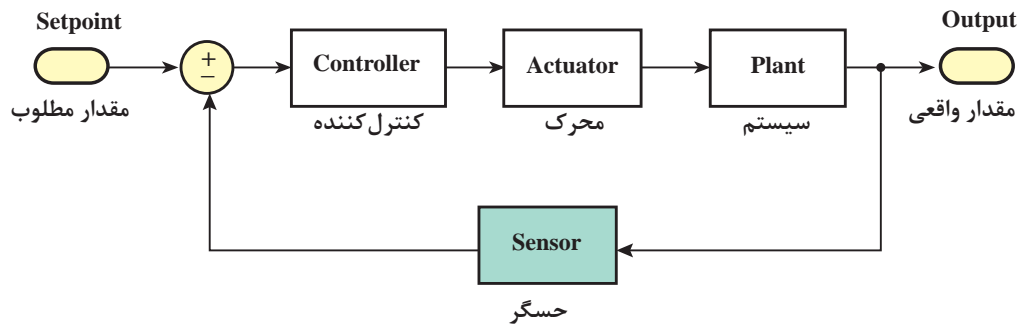 Setpoint
Output
+
−
Controller
Actuator
Plant
مقدار مطلوب
کنترل‌کننده
محرک
سیستم
مقدار واقعی
Sensor
حسگر